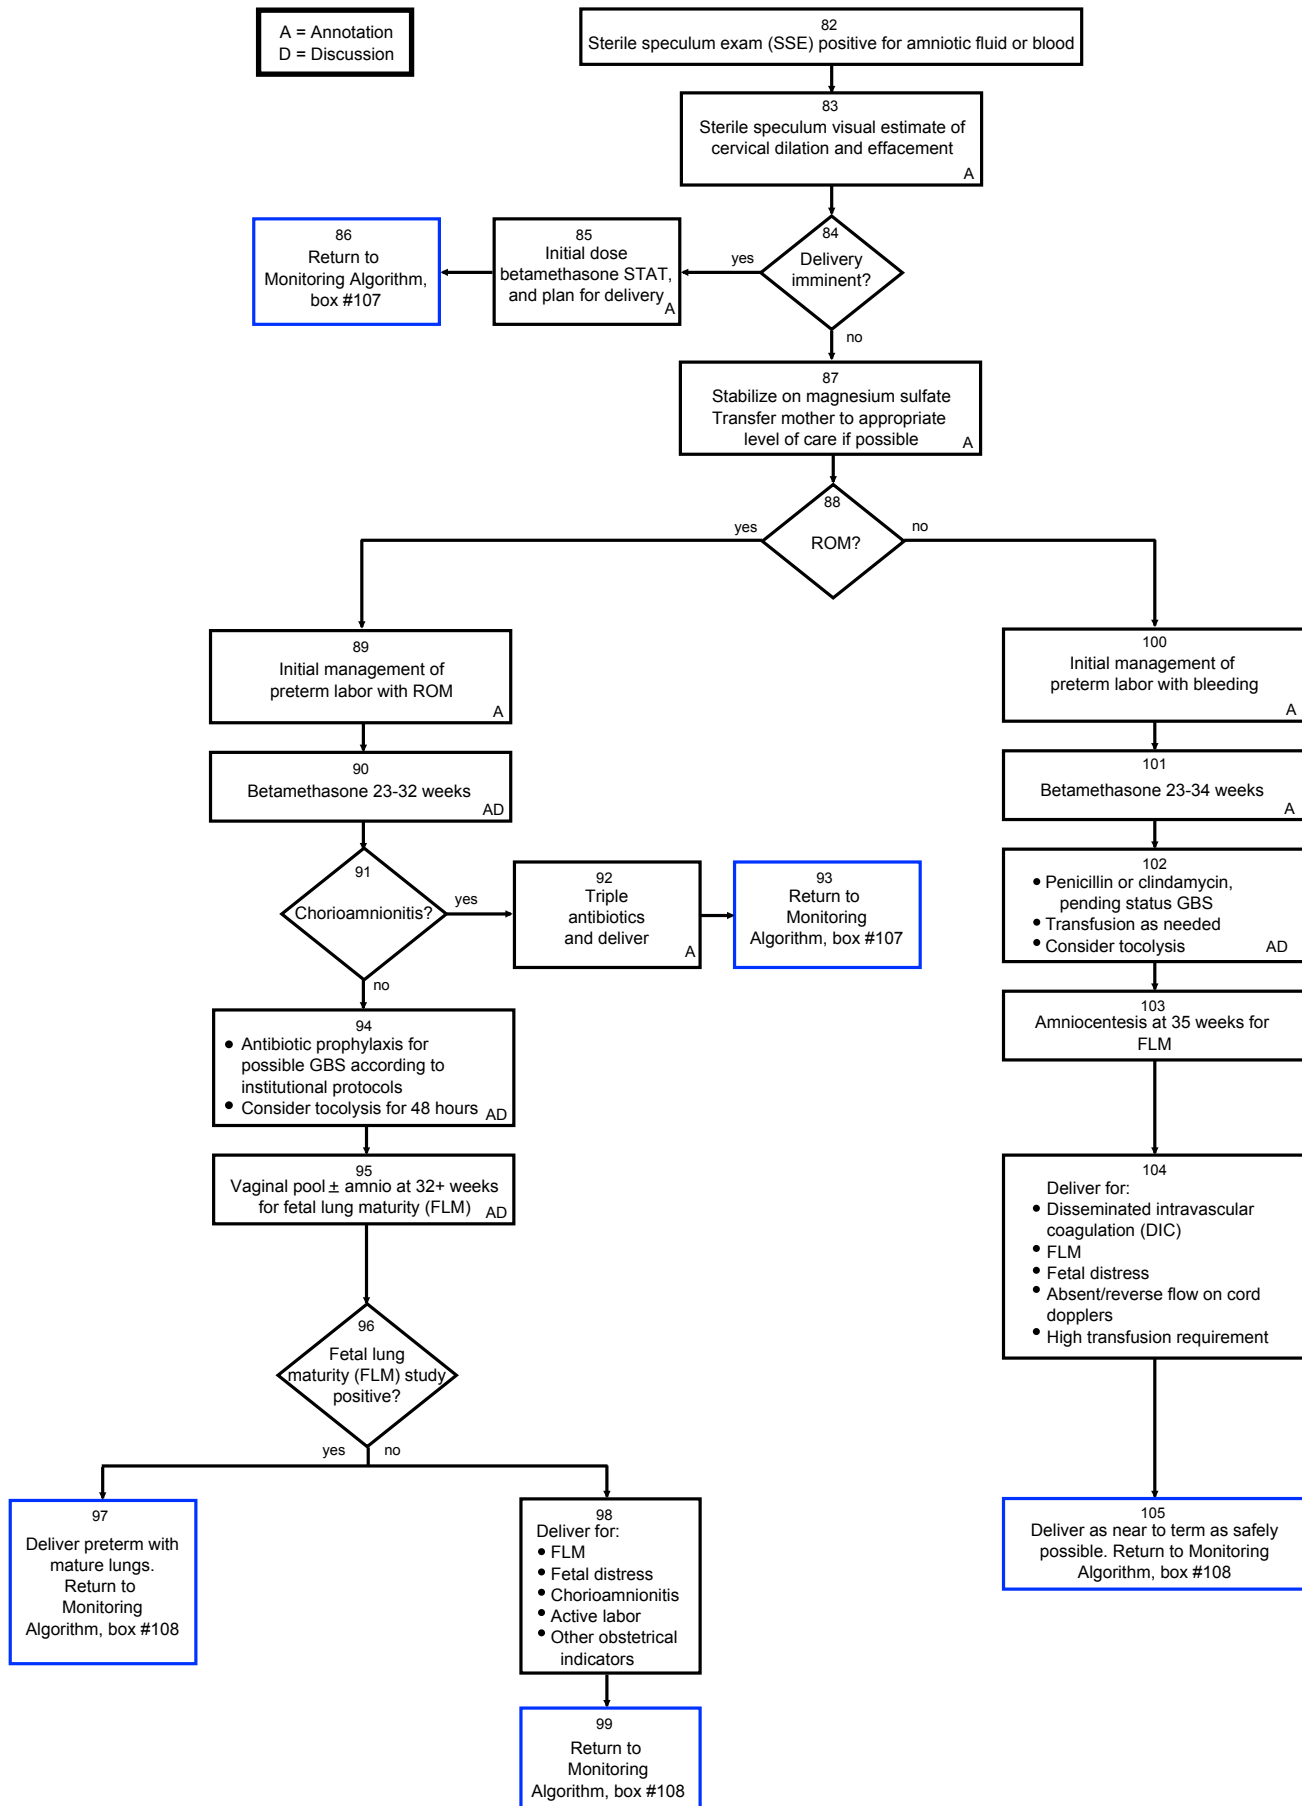 A = Annotation
D = Discussion
82
Sterile speculum exam (SSE) positive for amniotic fluid or blood
83
Sterile speculum visual estimate of
cervical dilation and effacement
A
84
Delivery
imminent?
yes
no
85
Initial dose
betamethasone STAT,
and plan for delivery
A
86
Return to
Monitoring Algorithm,
box #107
87
Stabilize on magnesium sulfate
Transfer mother to appropriate
level of care if possible
A
88
ROM?
yes
no
89
Initial management of
preterm labor with ROM
A
90
Betamethasone 23-32 weeks
AD
91
Chorioamnionitis?
yes
no
92
Triple
antibiotics
and deliver
A
93
Return to
Monitoring
Algorithm, box #107
94
• Antibiotic prophylaxis for
possible GBS according to
institutional protocols
• Consider tocolysis for 48 hours
AD
95
Vaginal pool ± amnio at 32+ weeks
for fetal lung maturity (FLM)
AD
96
Fetal lung
maturity (FLM) study
positive?
yes
no
97
Deliver preterm with
mature lungs.
Return to
Monitoring
Algorithm, box #108
98
Deliver for:
• FLM
• Fetal distress
• Chorioamnionitis
• Active labor
• Other obstetrical
indicators
99
Return to
Monitoring
Algorithm, box #108
100
Initial management of
preterm labor with bleeding
A
101
Betamethasone 23-34 weeks
A
102
• Penicillin or clindamycin,
pending status GBS
• Transfusion as needed
• Consider tocolysis
AD
103
Amniocentesis at 35 weeks for
FLM
104
Deliver for:
• Disseminated intravascular
coagulation (DIC)
• FLM
• Fetal distress
• Absent/reverse flow on cord
dopplers
• High transfusion requirement
105
Deliver as near to term as safely
possible. Return to Monitoring
Algorithm, box #108